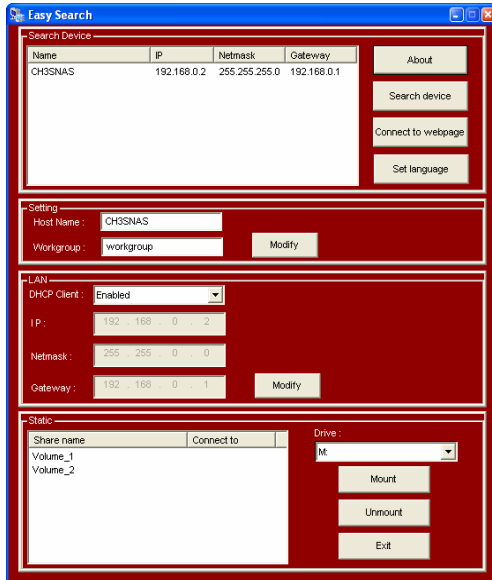 Easy Search
Search Device
Name IP Netmask Gateway
CH3SNAS 192.168.0.2 255.255.255.0 192.168.0.1
About
Search device
Connect to webpage
Set language
Setting
Host Name : CH3SNAS
Workgroup : workgroup
Modify
LAN
DHCP Client : Enabled
IP : 192 . 168 . 0 . 2
Netmask : 255 . 255 . 0 . 0
Gateway : 192 . 168 . 0 . 1
Modify
Static
Share name Connect to
Volume_1
Volume_2
Drive :
M:
Mount
Unmount
Exit